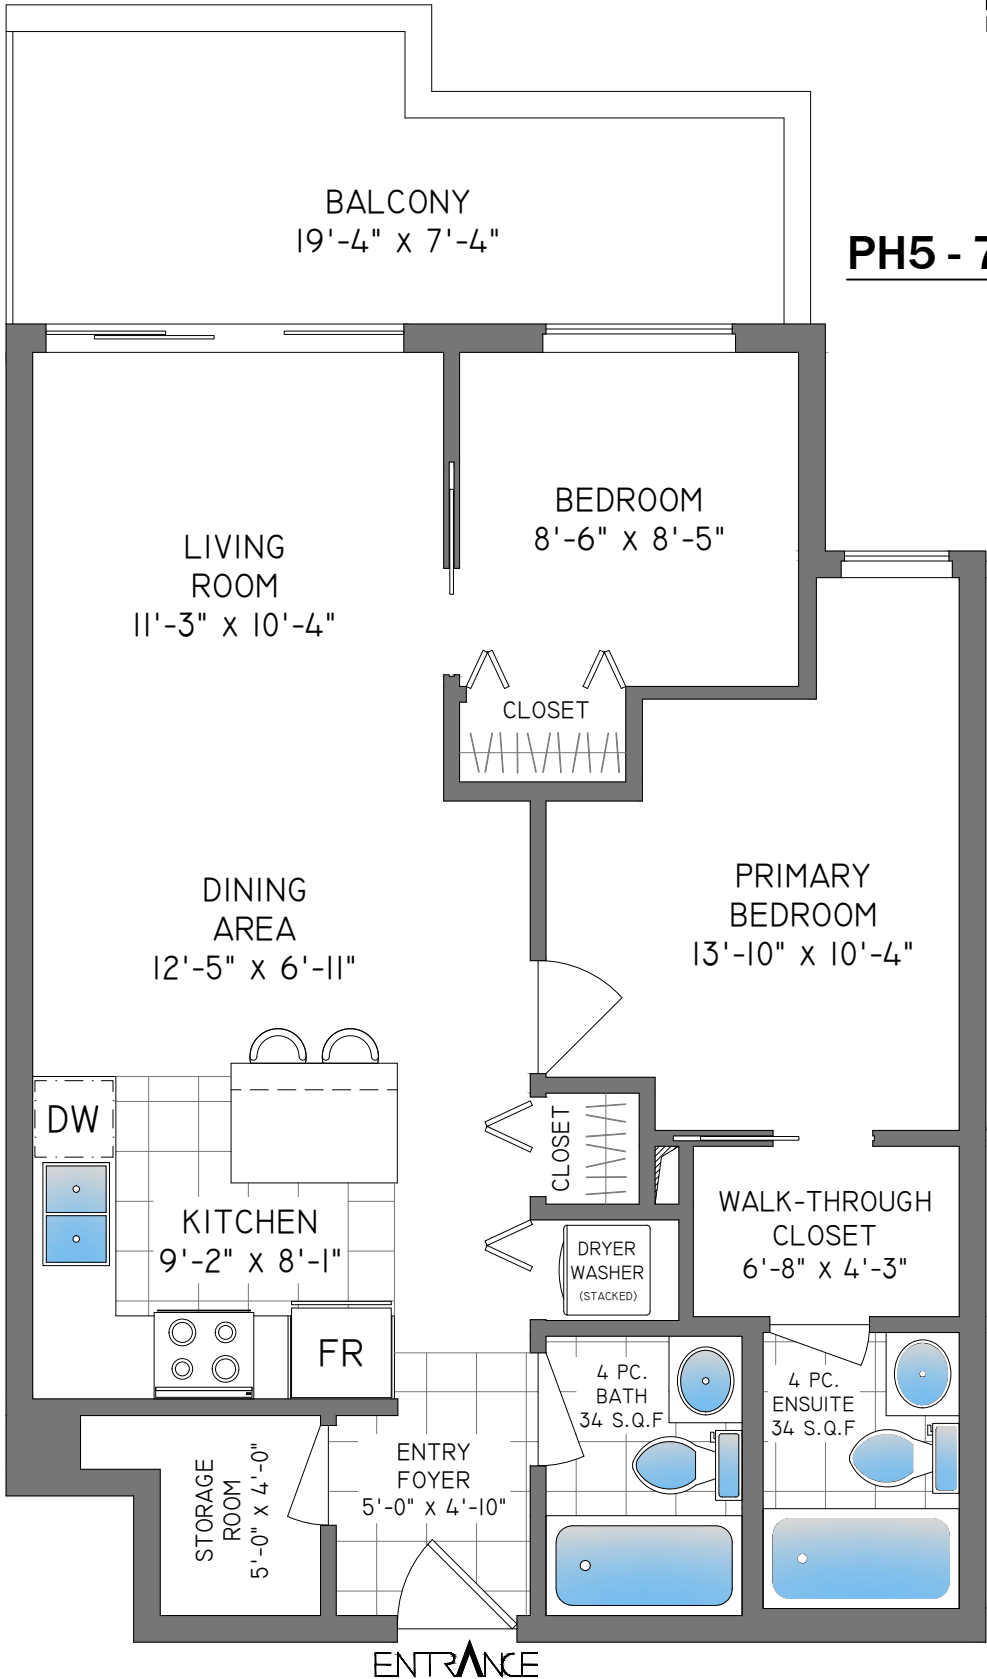 BALCONY
19'-4" X 7'-4"
PH5 - 7
BEDROOM
8'-6" X 8'-5"
LIVING
ROOM
11'-3" X 10'-4"
CLOSET
DINING
AREA
12'-5" X 6'-11"
PRIMARY
BEDROOM
13'-10" X 10'-4"
DW
CLOSET
KITCHEN
9'-2" X 8'-1"
WALK-THROUGH
CLOSET
6'-8" X 4'-3"
DRYER
WASHER
(STACKED)
FR
4 PC.
BATH
34 S.Q.F
4 PC.
ENSUITE
34 S.Q.F
STORAGE
ROOM
5'-0" X 4'-0"
ENTRY
FOYER
5'-0" X 4'-10"
ENTRANCE